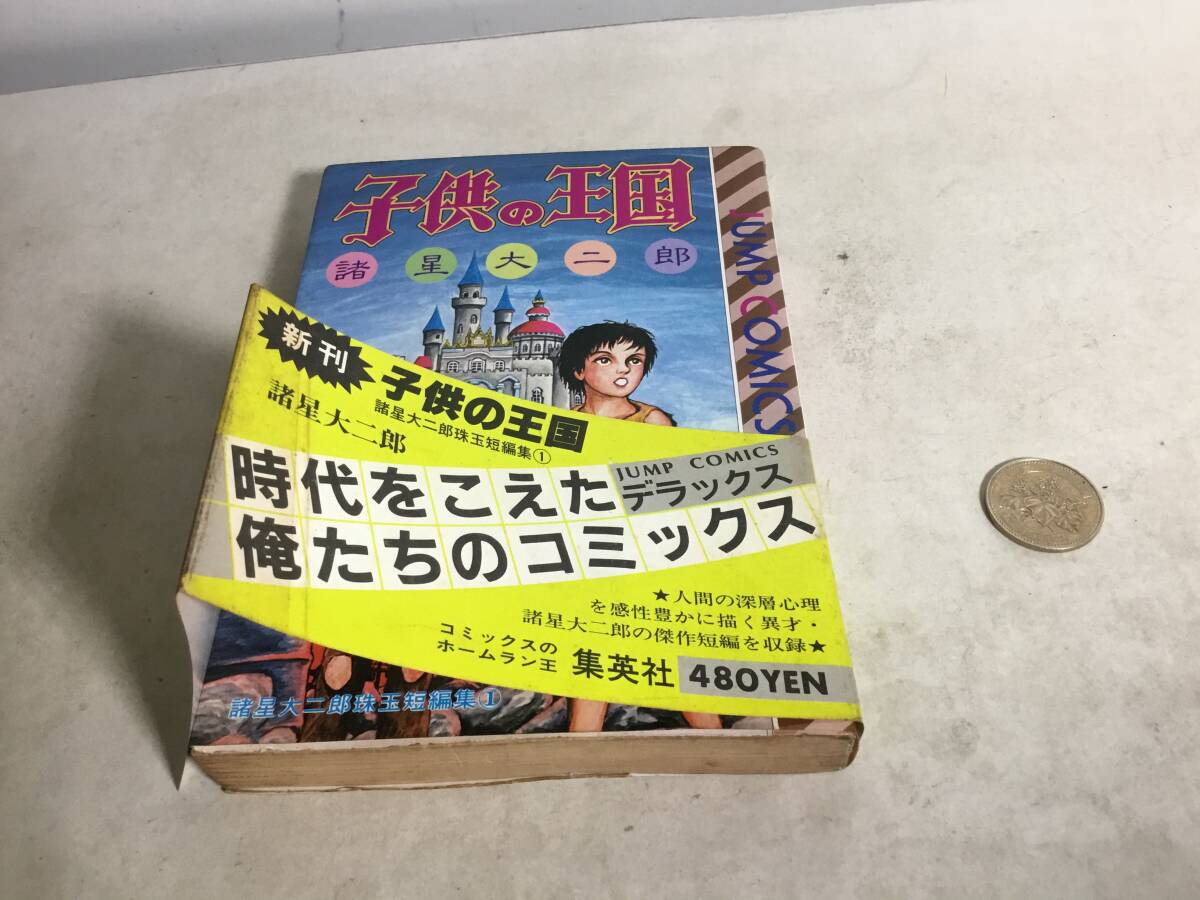 子供の王国
諸星大二郎
JUMP COMICS
新刊
子供の王国
諸星大二郎珠玉短編集①
諸星大二郎
時代をこえた
JUMP COMICS
デラックス
俺たちのコミックス
★人間の深層心理
を感性豊かに描く異才・
諸星大二郎の傑作短編を収録★
コミックスの
ホームラン王
集英社
480YEN
諸星大二郎珠玉短編集①